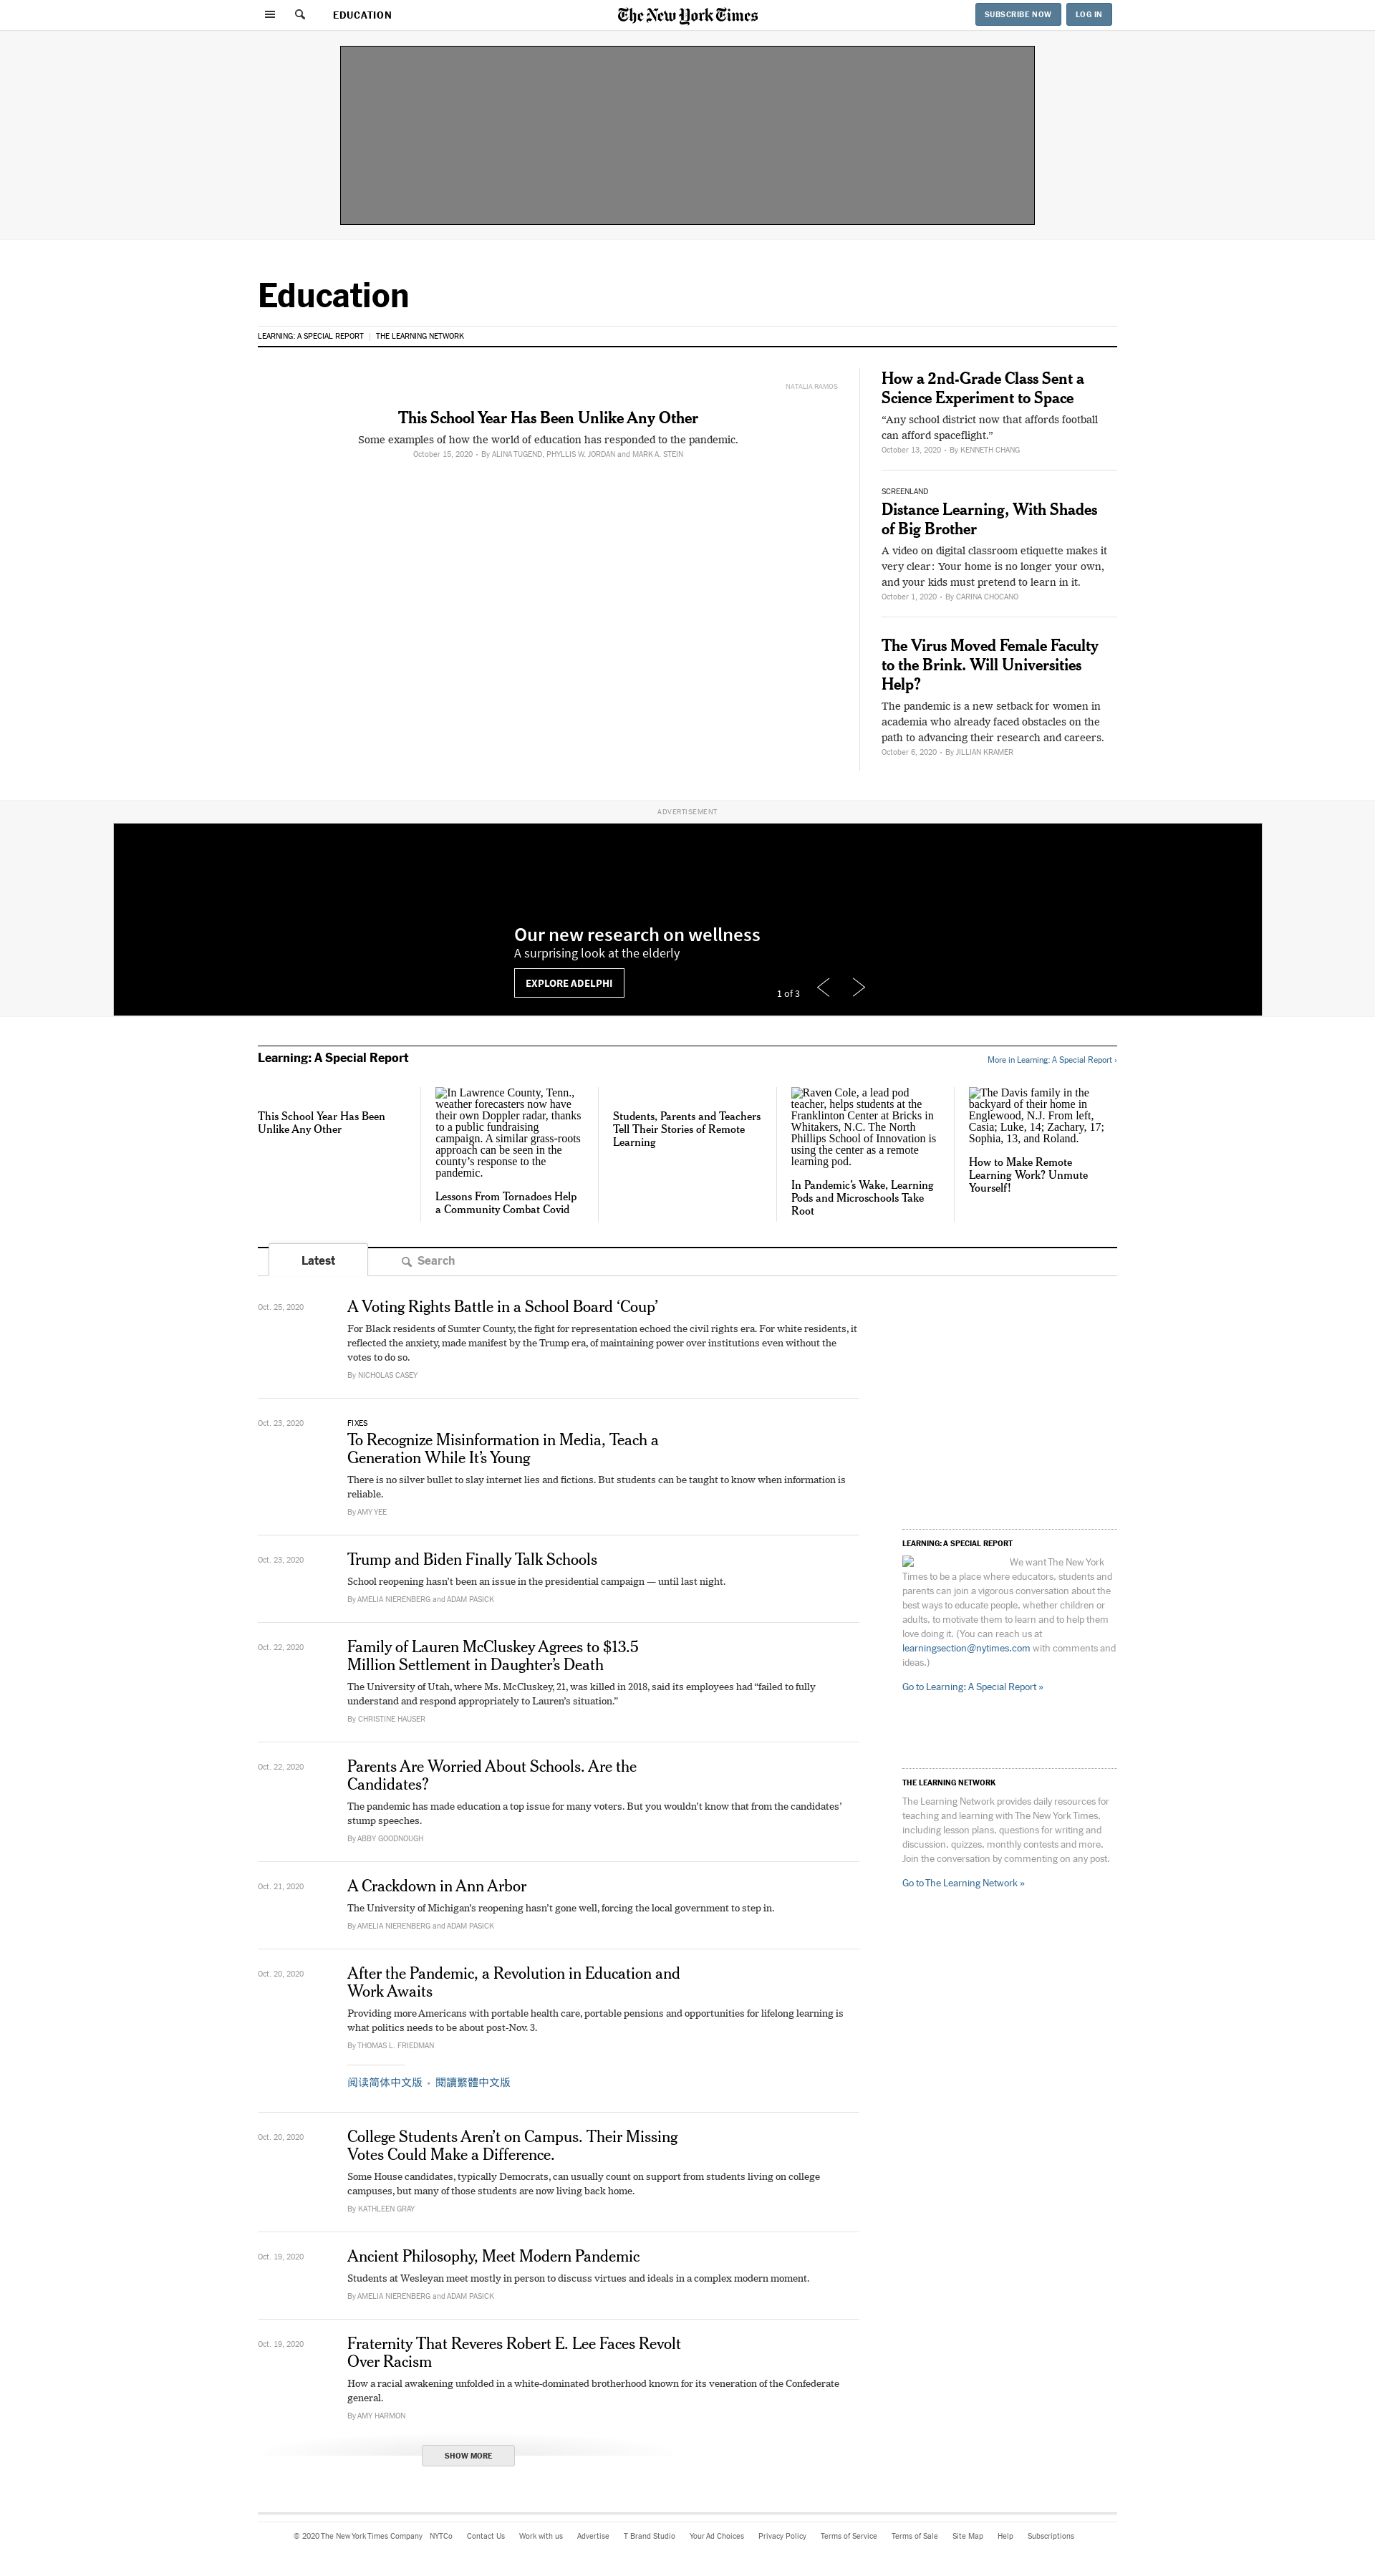 EDUCATION
The New York Times
SUBSCRIBE NOW
LOG IN
Education
LEARNING: A SPECIAL REPORT | THE LEARNING NETWORK
NATALIA RAMOS
This School Year Has Been Unlike Any Other
Some examples of how the world of education has responded to the pandemic.
October 15, 2020 • By ALINA TUGEND, PHYLLIS W. JORDAN and MARK A. STEIN
How a 2nd-Grade Class Sent a
Science Experiment to Space
“Any school district now that affords football
can afford spaceflight.”
October 13, 2020 • By KENNETH CHANG
SCREENLAND
Distance Learning, With Shades
of Big Brother
A video on digital classroom etiquette makes it
very clear: Your home is no longer your own,
and your kids must pretend to learn in it.
October 1, 2020 • By CARINA CHOCANO
The Virus Moved Female Faculty
to the Brink. Will Universities
Help?
The pandemic is a new setback for women in
academia who already faced obstacles on the
path to advancing their research and careers.
October 6, 2020 • By JILLIAN KRAMER
ADVERTISEMENT
Our new research on wellness
A surprising look at the elderly
EXPLORE ADELPHI
1 of 3
Learning: A Special Report
More in Learning: A Special Report ›
This School Year Has Been
Unlike Any Other
In Lawrence County, Tenn.,
weather forecasters now have
their own Doppler radar, thanks
to a public fundraising
campaign. A similar grass-roots
approach can be seen in the
county’s response to the
pandemic.
Lessons From Tornadoes Help
a Community Combat Covid
Students, Parents and Teachers
Tell Their Stories of Remote
Learning
Raven Cole, a lead pod
teacher, helps students at the
Franklinton Center at Bricks in
Whitakers, N.C. The North
Phillips School of Innovation is
using the center as a remote
learning pod.
In Pandemic’s Wake, Learning
Pods and Microschools Take
Root
The Davis family in the
backyard of their home in
Englewood, N.J. From left,
Casia; Luke, 14; Zachary, 17;
Sophia, 13, and Roland.
How to Make Remote
Learning Work? Unmute
Yourself!
Latest
Search
Oct. 25, 2020
A Voting Rights Battle in a School Board ‘Coup’
For Black residents of Sumter County, the fight for representation echoed the civil rights era. For white residents, it
reflected the anxiety, made manifest by the Trump era, of maintaining power over institutions even without the
votes to do so.
By NICHOLAS CASEY
Oct. 23, 2020
FIXES
To Recognize Misinformation in Media, Teach a
Generation While It’s Young
There is no silver bullet to slay internet lies and fictions. But students can be taught to know when information is
reliable.
By AMY YEE
Oct. 23, 2020
Trump and Biden Finally Talk Schools
School reopening hasn’t been an issue in the presidential campaign — until last night.
By AMELIA NIERENBERG and ADAM PASICK
Oct. 22, 2020
Family of Lauren McCluskey Agrees to $13.5
Million Settlement in Daughter’s Death
The University of Utah, where Ms. McCluskey, 21, was killed in 2018, said its employees had “failed to fully
understand and respond appropriately to Lauren’s situation.”
By CHRISTINE HAUSER
Oct. 22, 2020
Parents Are Worried About Schools. Are the
Candidates?
The pandemic has made education a top issue for many voters. But you wouldn’t know that from the candidates’
stump speeches.
By ABBY GOODNOUGH
Oct. 21, 2020
A Crackdown in Ann Arbor
The University of Michigan’s reopening hasn’t gone well, forcing the local government to step in.
By AMELIA NIERENBERG and ADAM PASICK
Oct. 20, 2020
After the Pandemic, a Revolution in Education and
Work Awaits
Providing more Americans with portable health care, portable pensions and opportunities for lifelong learning is
what politics needs to be about post-Nov. 3.
By THOMAS L. FRIEDMAN
阅读简体中文版 • 閱讀繁體中文版
Oct. 20, 2020
College Students Aren’t on Campus. Their Missing
Votes Could Make a Difference.
Some House candidates, typically Democrats, can usually count on support from students living on college
campuses, but many of those students are now living back home.
By KATHLEEN GRAY
Oct. 19, 2020
Ancient Philosophy, Meet Modern Pandemic
Students at Wesleyan meet mostly in person to discuss virtues and ideals in a complex modern moment.
By AMELIA NIERENBERG and ADAM PASICK
Oct. 19, 2020
Fraternity That Reveres Robert E. Lee Faces Revolt
Over Racism
How a racial awakening unfolded in a white-dominated brotherhood known for its veneration of the Confederate
general.
By AMY HARMON
SHOW MORE
LEARNING: A SPECIAL REPORT
We want The New York
Times to be a place where educators, students and
parents can join a vigorous conversation about the
best ways to educate people, whether children or
adults, to motivate them to learn and to help them
love doing it. (You can reach us at
learningsection@nytimes.com with comments and
ideas.)
Go to Learning: A Special Report »
THE LEARNING NETWORK
The Learning Network provides daily resources for
teaching and learning with The New York Times,
including lesson plans, questions for writing and
discussion, quizzes, monthly contests and more.
Join the conversation by commenting on any post.
Go to The Learning Network »
© 2020 The New York Times Company NYTCo Contact Us Work with us Advertise T Brand Studio Your Ad Choices Privacy Policy Terms of Service Terms of Sale Site Map Help Subscriptions